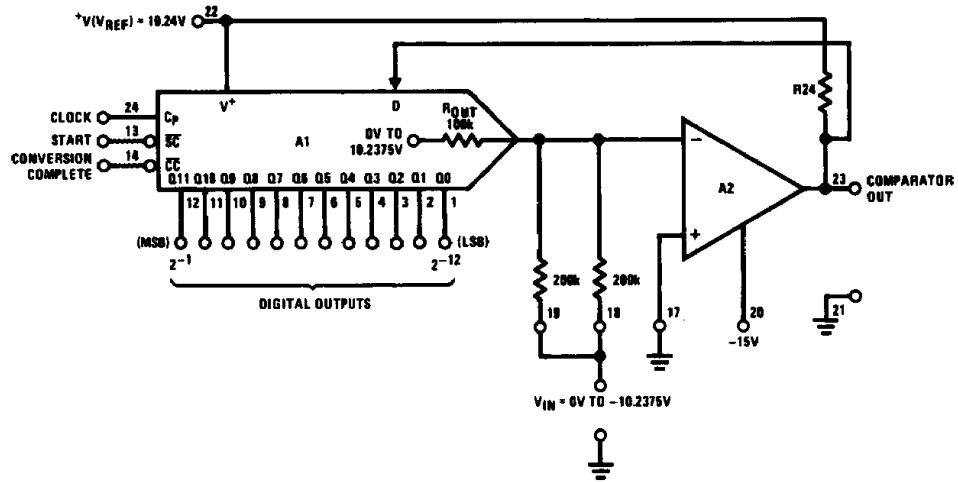 +V(VREF) = 10.24V
22
CLOCK
24
CP
V+
D
START
13
SC
A1
0V TO
10.2375V
ROUT
100k
CONVERSION
COMPLETE
14
CC
Q11 Q10 Q9 Q8 Q7 Q6 Q5 Q4 Q3 Q2 Q1 Q0
12 11 10 9 8 7 6 5 4 3 2 1
(MSB)
(LSB)
2-1
2-12
DIGITAL OUTPUTS
R24
-
+
A2
23
COMPARATOR
OUT
200k
200k
19
18
17
20
-15V
21
VIN = 0V TO -10.2375V